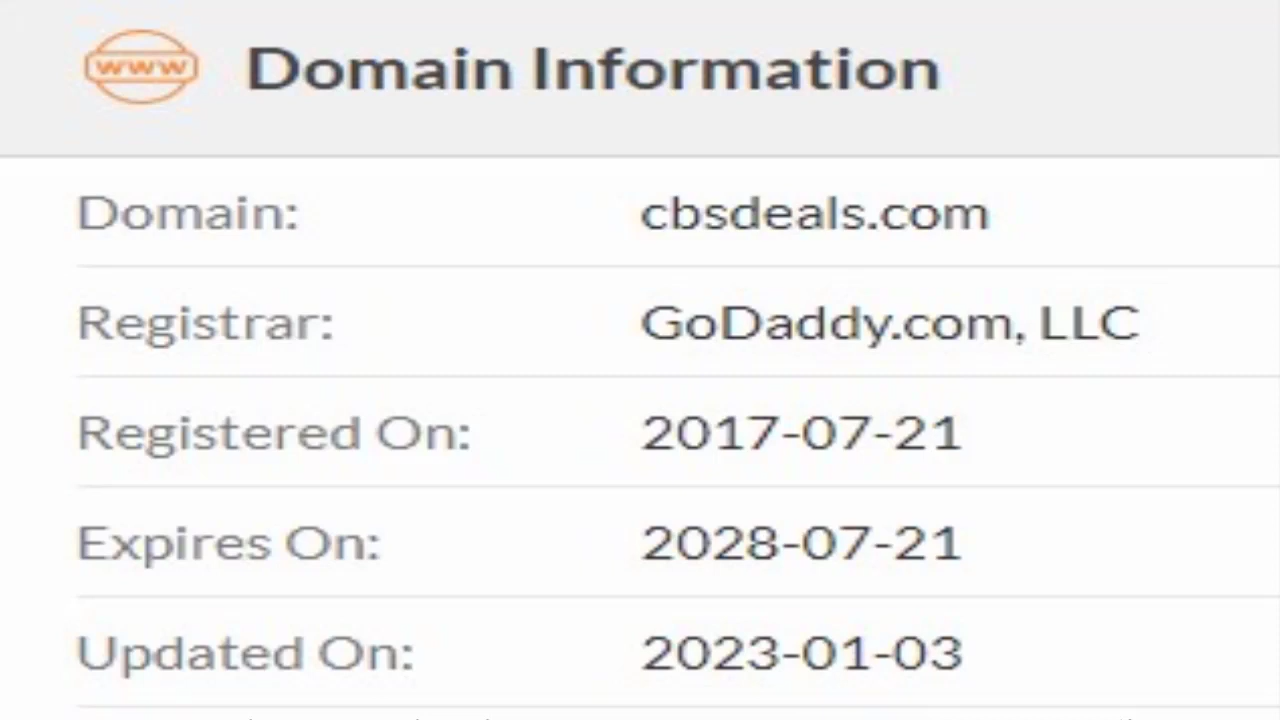 www
Domain Information
Domain: cbsdeals.com
Registrar: GoDaddy.com, LLC
Registered On: 2017-07-21
Expires On: 2028-07-21
Updated On: 2023-01-03